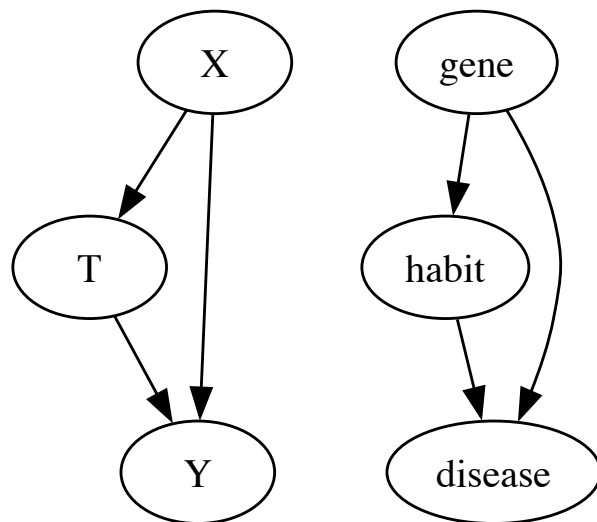 X
T
Y
gene
habit
disease